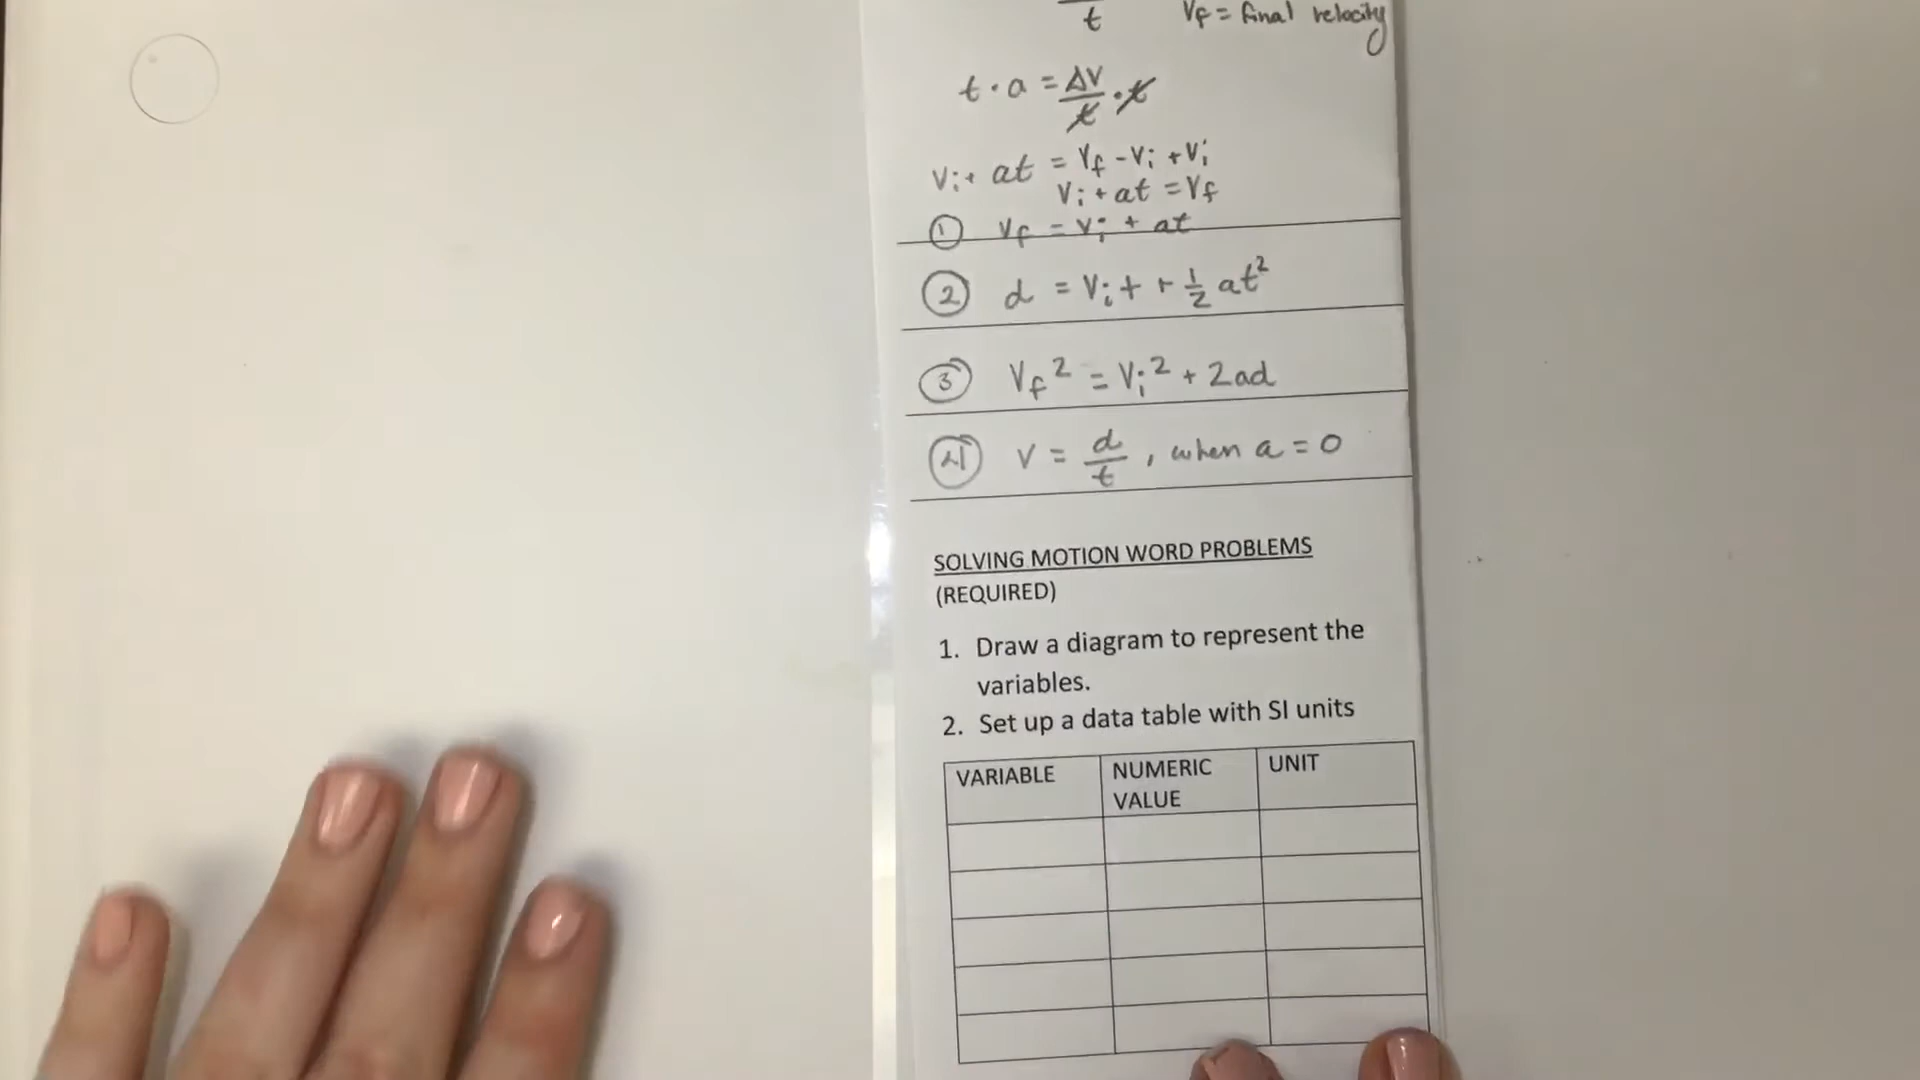 t Vf = final velocity
t · a = ΔV/t · t
Vi + at = Vf - Vi + Vi
Vi + at = Vf
① Vf = Vi + at
② d = Vit + 1/2 at²
③ Vf² = Vi² + 2ad
④ V = d/t , when a = 0
SOLVING MOTION WORD PROBLEMS
(REQUIRED)
1. Draw a diagram to represent the
variables.
2. Set up a data table with SI units
VARIABLE NUMERIC UNIT
VALUE